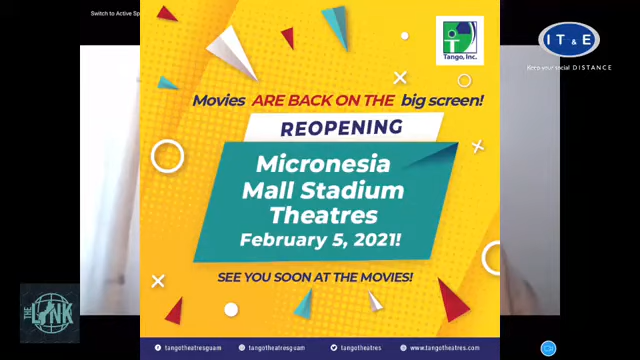 Switch to Active Sp
Tango, Inc.
IT & E
Keep your social DISTANCE
Movies ARE BACK ON THE big screen!
REOPENING
Micronesia
Mall Stadium
Theatres
February 5, 2021!
SEE YOU SOON AT THE MOVIES!
THE LINK
tangotheatresguam
tangotheatresguam
tangotheatres
www.tangotheatres.com